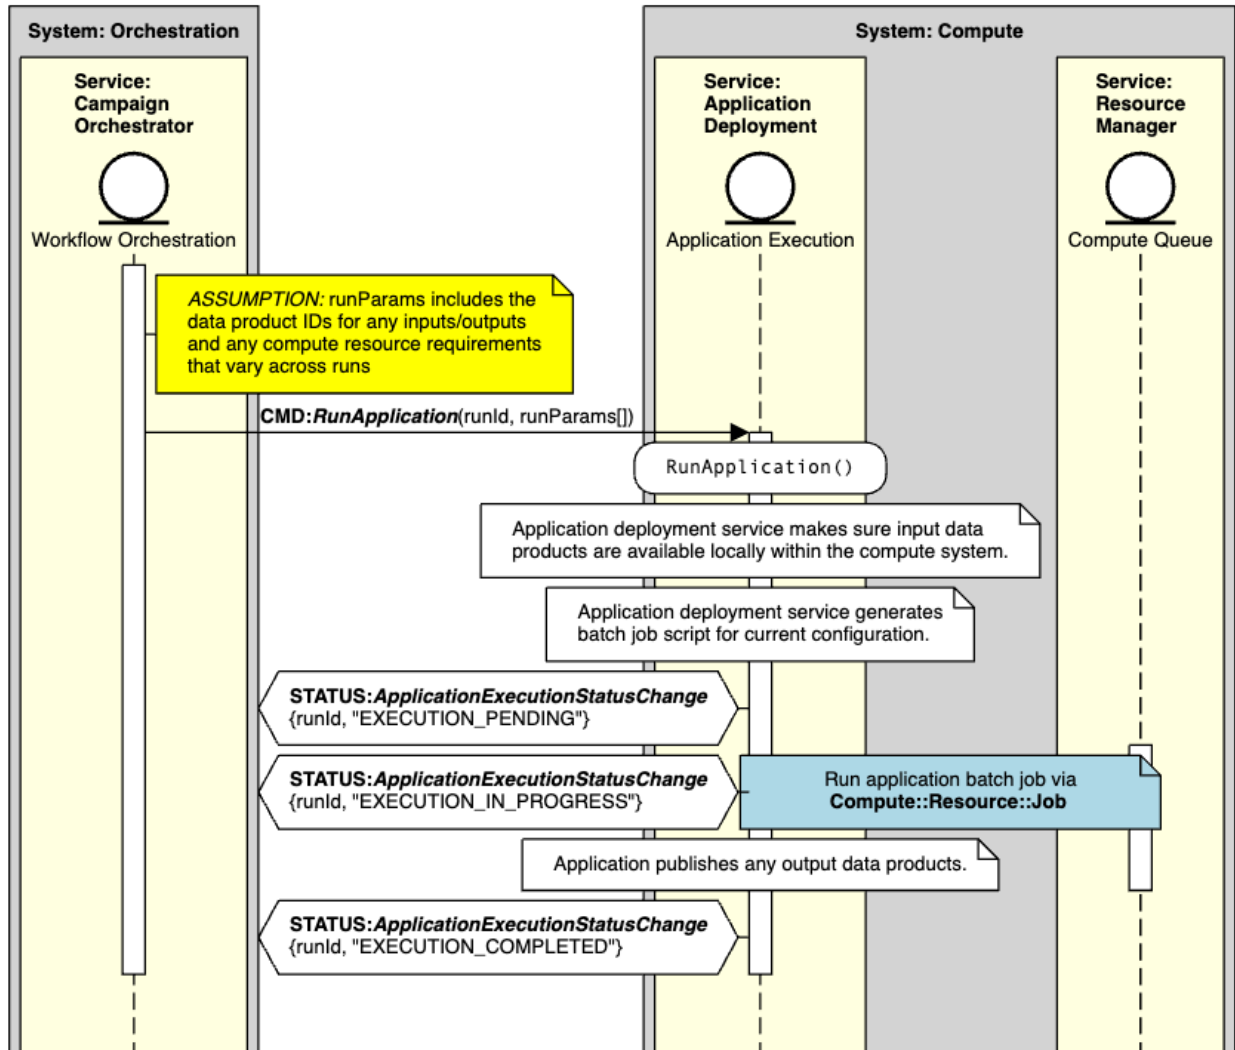 System: Orchestration
System: Compute
Service:
Campaign
Orchestrator
Service:
Application
Deployment
Service:
Resource
Manager
Workflow Orchestration
Application Execution
Compute Queue
ASSUMPTION: runParams includes the
data product IDs for any inputs/outputs
and any compute resource requirements
that vary across runs
CMD:RunApplication(runId, runParams[])
RunApplication()
Application deployment service makes sure input data
products are available locally within the compute system.
Application deployment service generates
batch job script for current configuration.
STATUS:ApplicationExecutionStatusChange
{runId, "EXECUTION_PENDING"}
STATUS:ApplicationExecutionStatusChange
{runId, "EXECUTION_IN_PROGRESS"}
Run application batch job via
Compute::Resource::Job
Application publishes any output data products.
STATUS:ApplicationExecutionStatusChange
{runId, "EXECUTION_COMPLETED"}